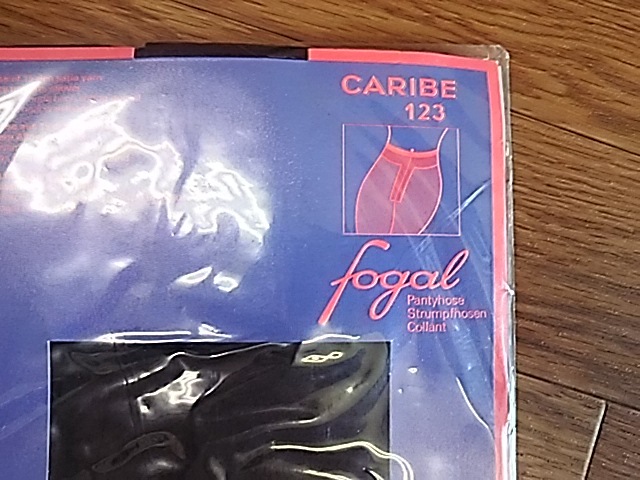 CARIBE
123
fogal
Pantyhose
Strumpfhosen
Collant